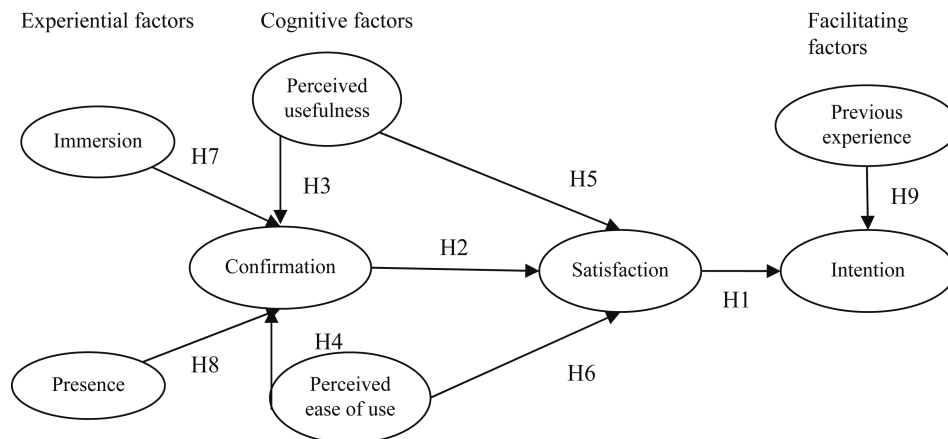 Experiential factors
Cognitive factors
Facilitating
factors
Perceived
usefulness
Previous
experience
Immersion
H7
H3
H5
H9
Confirmation
H2
Satisfaction
H1
Intention
H4
H8
H6
Presence
Perceived
ease of use